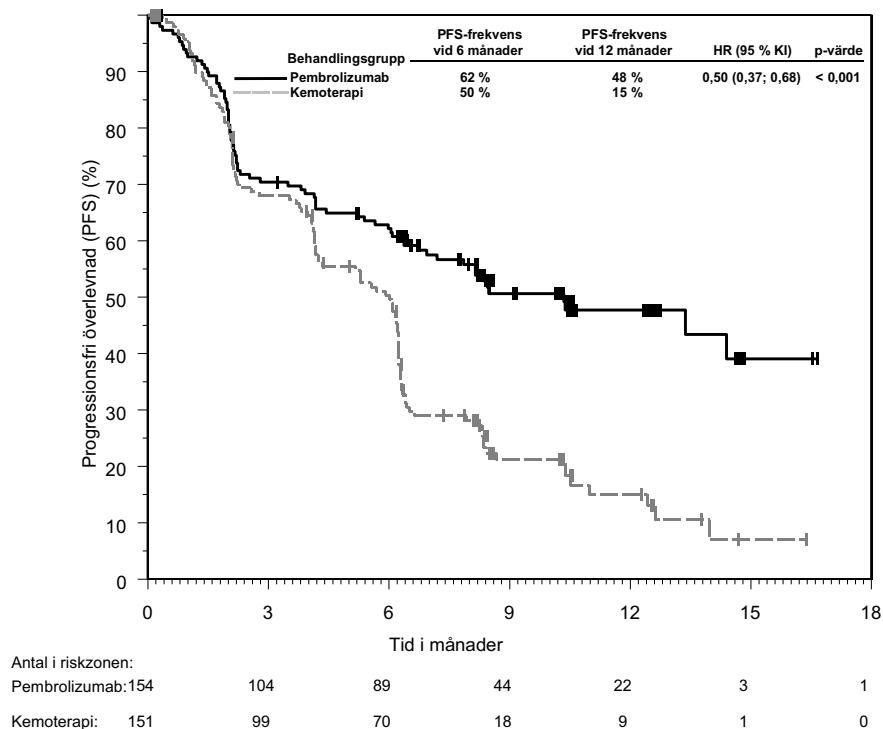 PFS-frekvens PFS-frekvens
Behandlingsgrupp vid 6 månader vid 12 månader HR (95 % KI) p-värde
Pembrolizumab 62 % 48 % 0,50 (0,37; 0,68) < 0,001
Kemoterapi 50 % 15 %
Progressionsfri överlevnad (PFS) (%)
90
80
70
60
50
40
30
20
10
0
0 3 6 9 12 15 18
Tid i månader
Antal i riskzonen:
Pembrolizumab: 154 104 89 44 22 3 1
Kemoterapi: 151 99 70 18 9 1 0